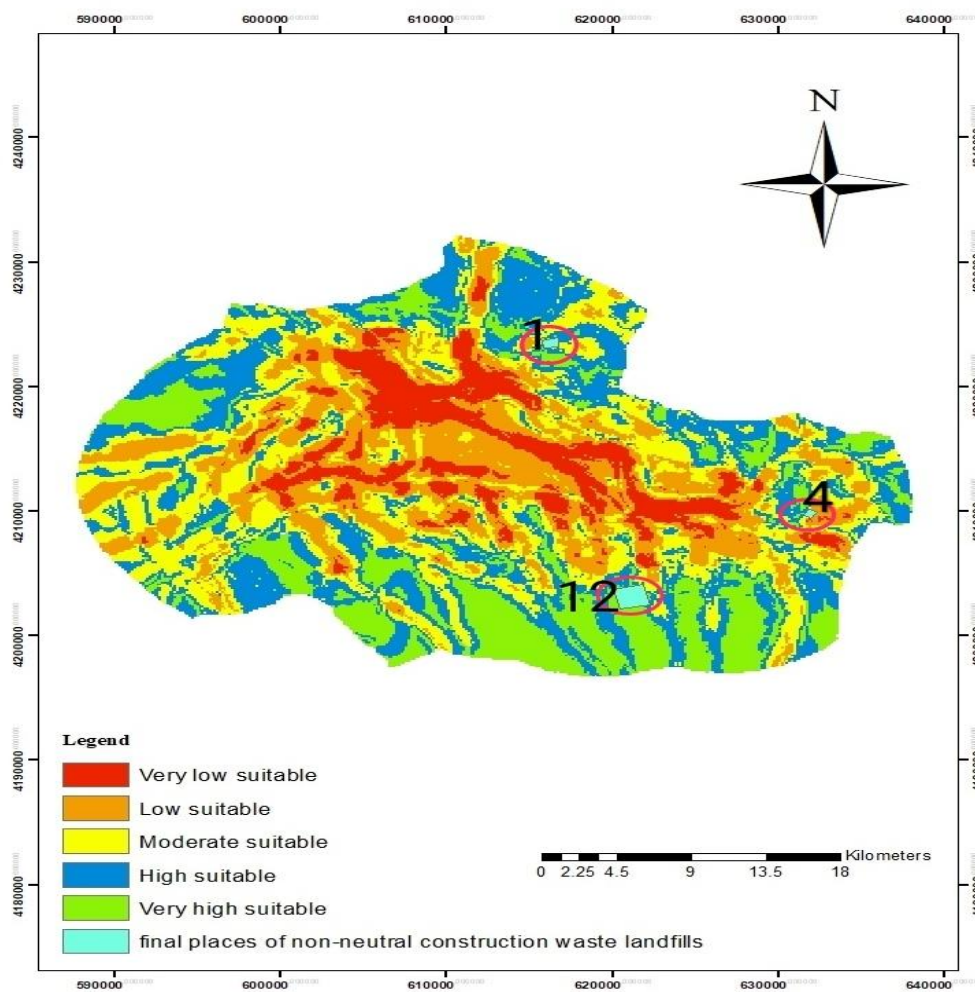 590000 600000 610000 620000 630000 640000
N
4240000
4230000
4220000
4210000
4200000
4190000
4180000
1
4
12
Legend
Very low suitable
Low suitable
Moderate suitable
High suitable
Very high suitable
final places of non-neutral construction waste landfills
Kilometers
0 2.25 4.5 9 13.5 18
590000 600000 610000 620000 630000 640000